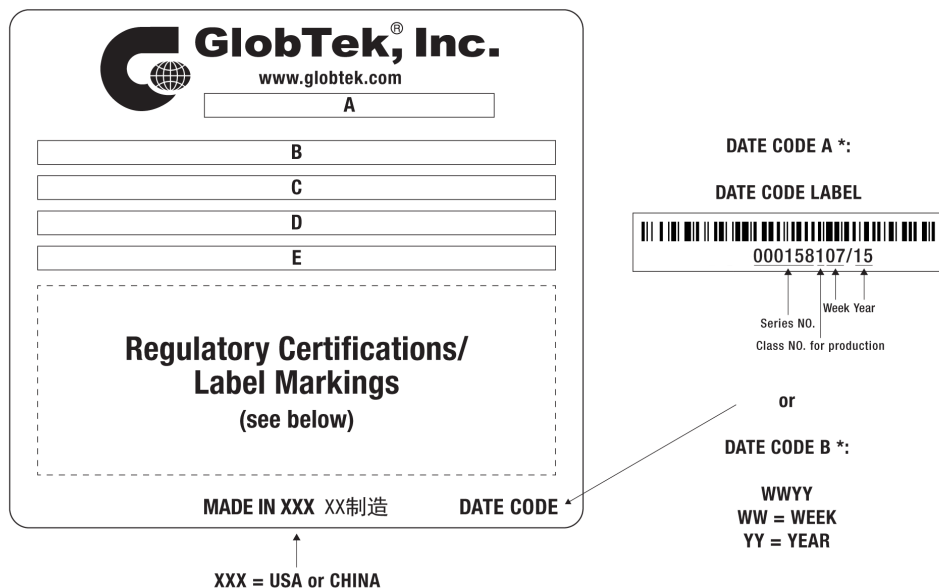 GlobTek,® Inc.
www.globtek.com
A
B
C
D
E
Regulatory Certifications/
Label Markings
(see below)
MADE IN XXX XX制造 DATE CODE
XXX = USA or CHINA
DATE CODE A *:
DATE CODE LABEL
000158107/15
Week Year
Series NO.
Class NO. for production
or
DATE CODE B *:
WWYY
WW = WEEK
YY = YEAR